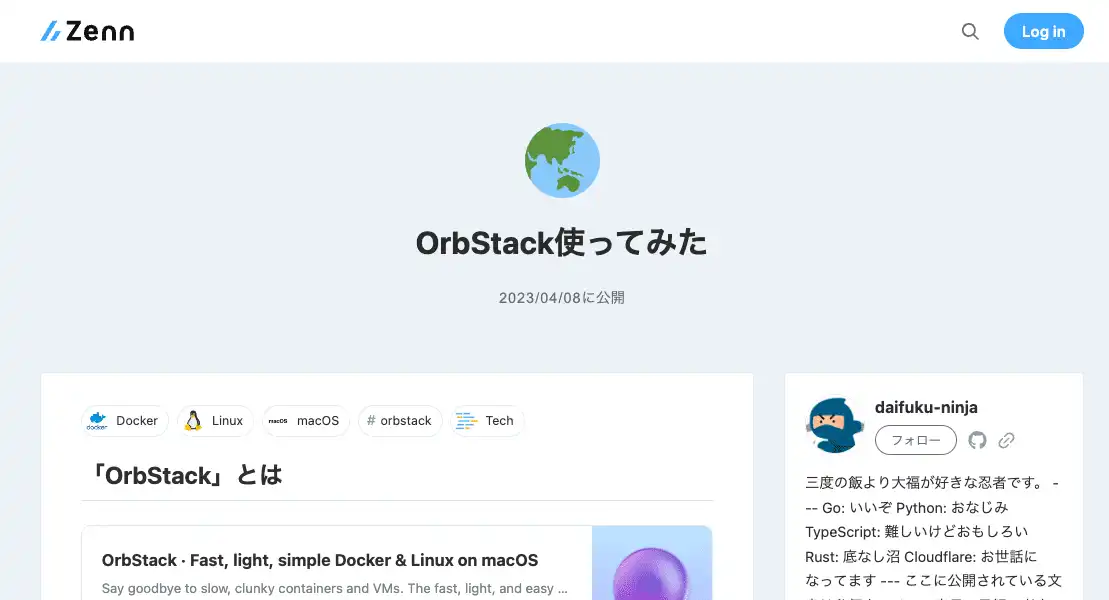 Zenn
Log in
OrbStack使ってみた
2023/04/08に公開
docker Docker
Linux
macOS macOS
# orbstack
Tech
「OrbStack」とは
OrbStack · Fast, light, simple Docker & Linux on macOS
Say goodbye to slow, clunky containers and VMs. The fast, light, and easy ...
daifuku-ninja
フォロー
三度の飯より大福が好きな忍者です。 -
-- Go: いいぞ Python: おなじみ
TypeScript: 難しいけどおもしろい
Rust: 底なし沼 Cloudflare: お世話に
なってます --- ここに公開されている文